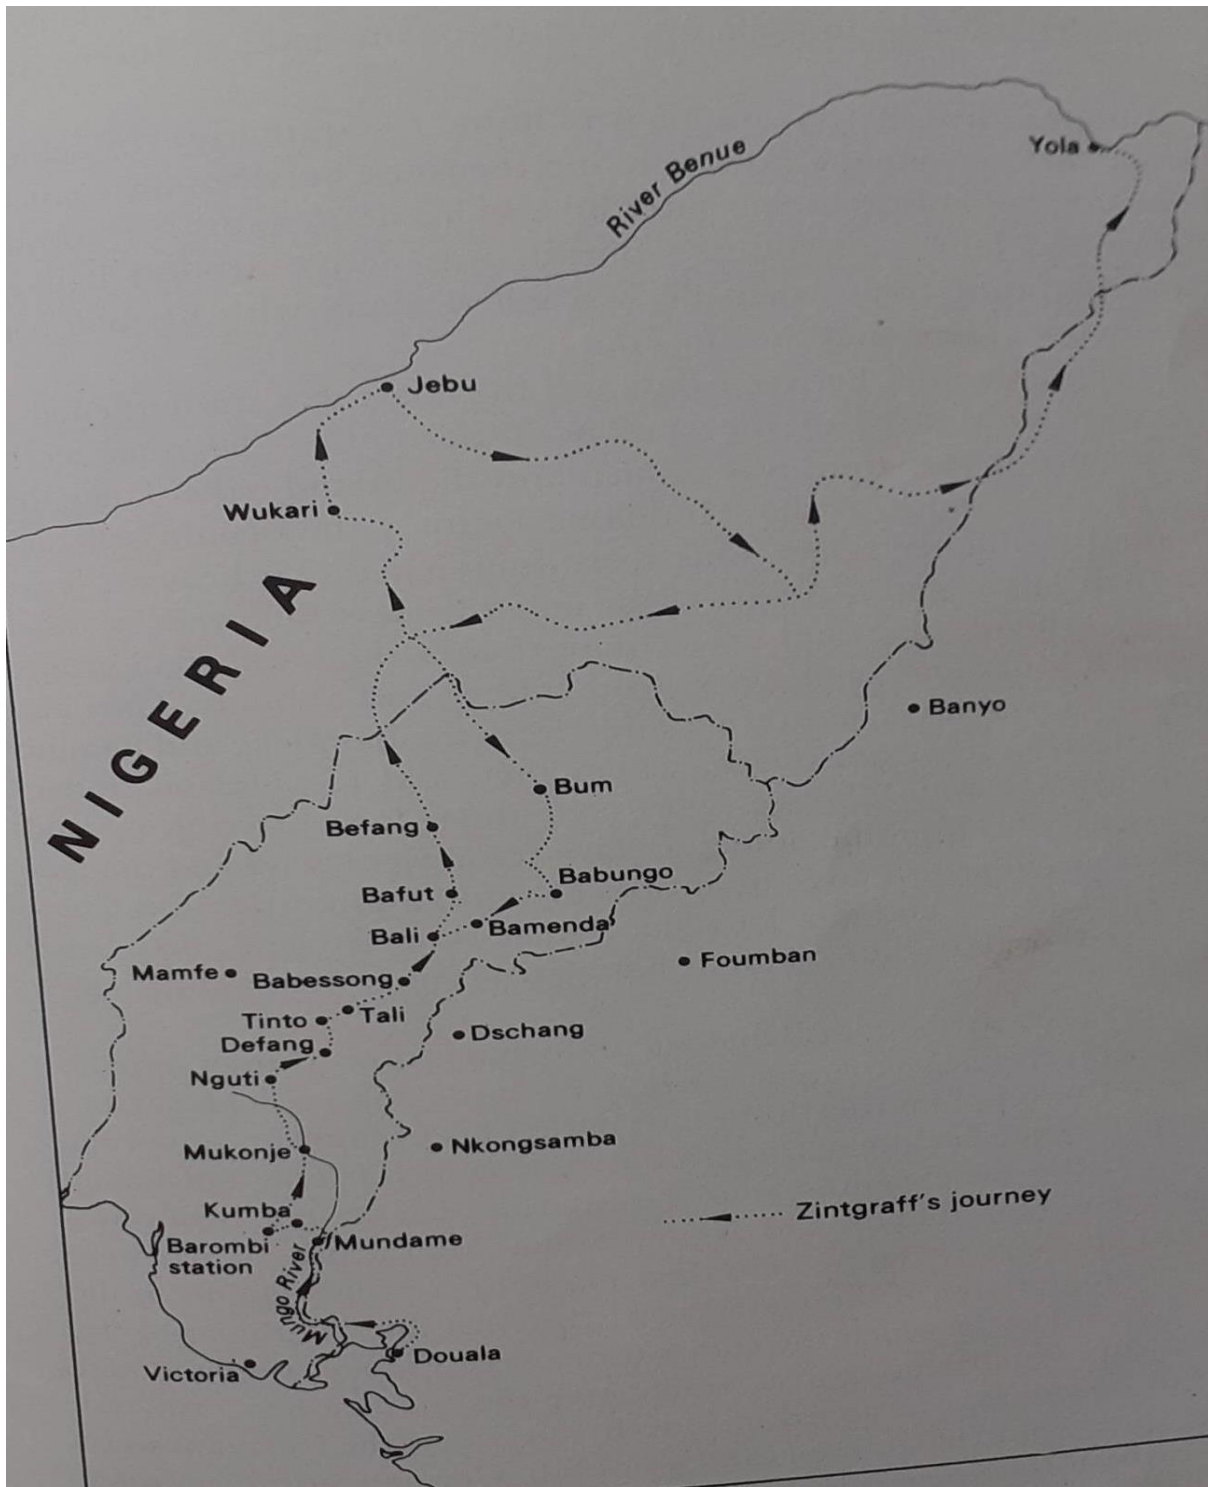 Yola
River Benue
Jebu
Wukari
NIGERIA
Banyo
Bum
Befang
Babungo
Bafut
Bamenda
Bali
Foumban
Mamfe
Babessong
Tali
Tinto
Dschang
Defang
Nguti
Nkongsamba
Mukonje
Zintgraff's journey
Kumba
Mundame
Barombi
station
Mungo River
Douala
Victoria